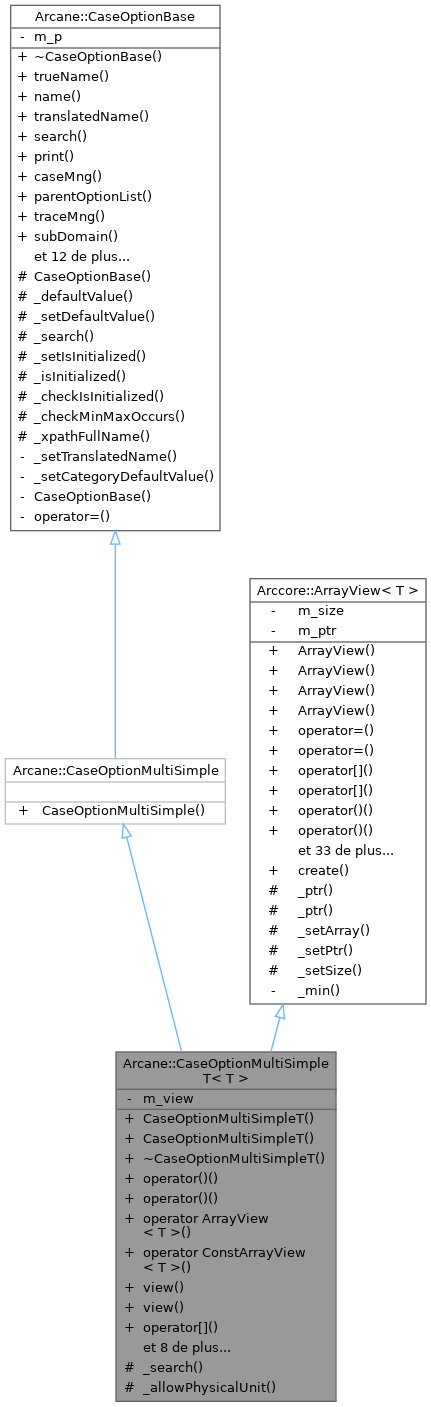 Arcane::CaseOptionBase
- m_p
+ ~CaseOptionBase()
+ trueName()
+ name()
+ translatedName()
+ search()
+ print()
+ caseMng()
+ parentOptionList()
+ traceMng()
+ subDomain()
et 12 de plus...
# CaseOptionBase()
# _defaultValue()
# _setDefaultValue()
# _search()
# _setIsInitialized()
# _isInitialized()
# _checkIsInitialized()
# _checkMinMaxOccurs()
# _xpathFullName()
- _setTranslatedName()
- _setCategoryDefaultValue()
- CaseOptionBase()
- operator=()
Arccore::ArrayView< T >
- m_size
- m_ptr
+ ArrayView()
+ ArrayView()
+ ArrayView()
+ ArrayView()
+ operator=()
+ operator=()
+ operator[]()
+ operator[]()
+ operator()()
+ operator()()
et 33 de plus...
+ create()
# _ptr()
# _ptr()
# _setArray()
# _setPtr()
# _setSize()
- _min()
Arcane::CaseOptionMultiSimple
+ CaseOptionMultiSimple()
Arcane::CaseOptionMultiSimple
T< T >
- m_view
+ CaseOptionMultiSimpleT()
+ CaseOptionMultiSimpleT()
+ ~CaseOptionMultiSimpleT()
+ operator()()
+ operator()()
+ operator ArrayView
< T >()
+ operator ConstArrayView
< T >()
+ view()
+ view()
+ operator[]()
et 8 de plus...
# _search()
# _allowPhysicalUnit()